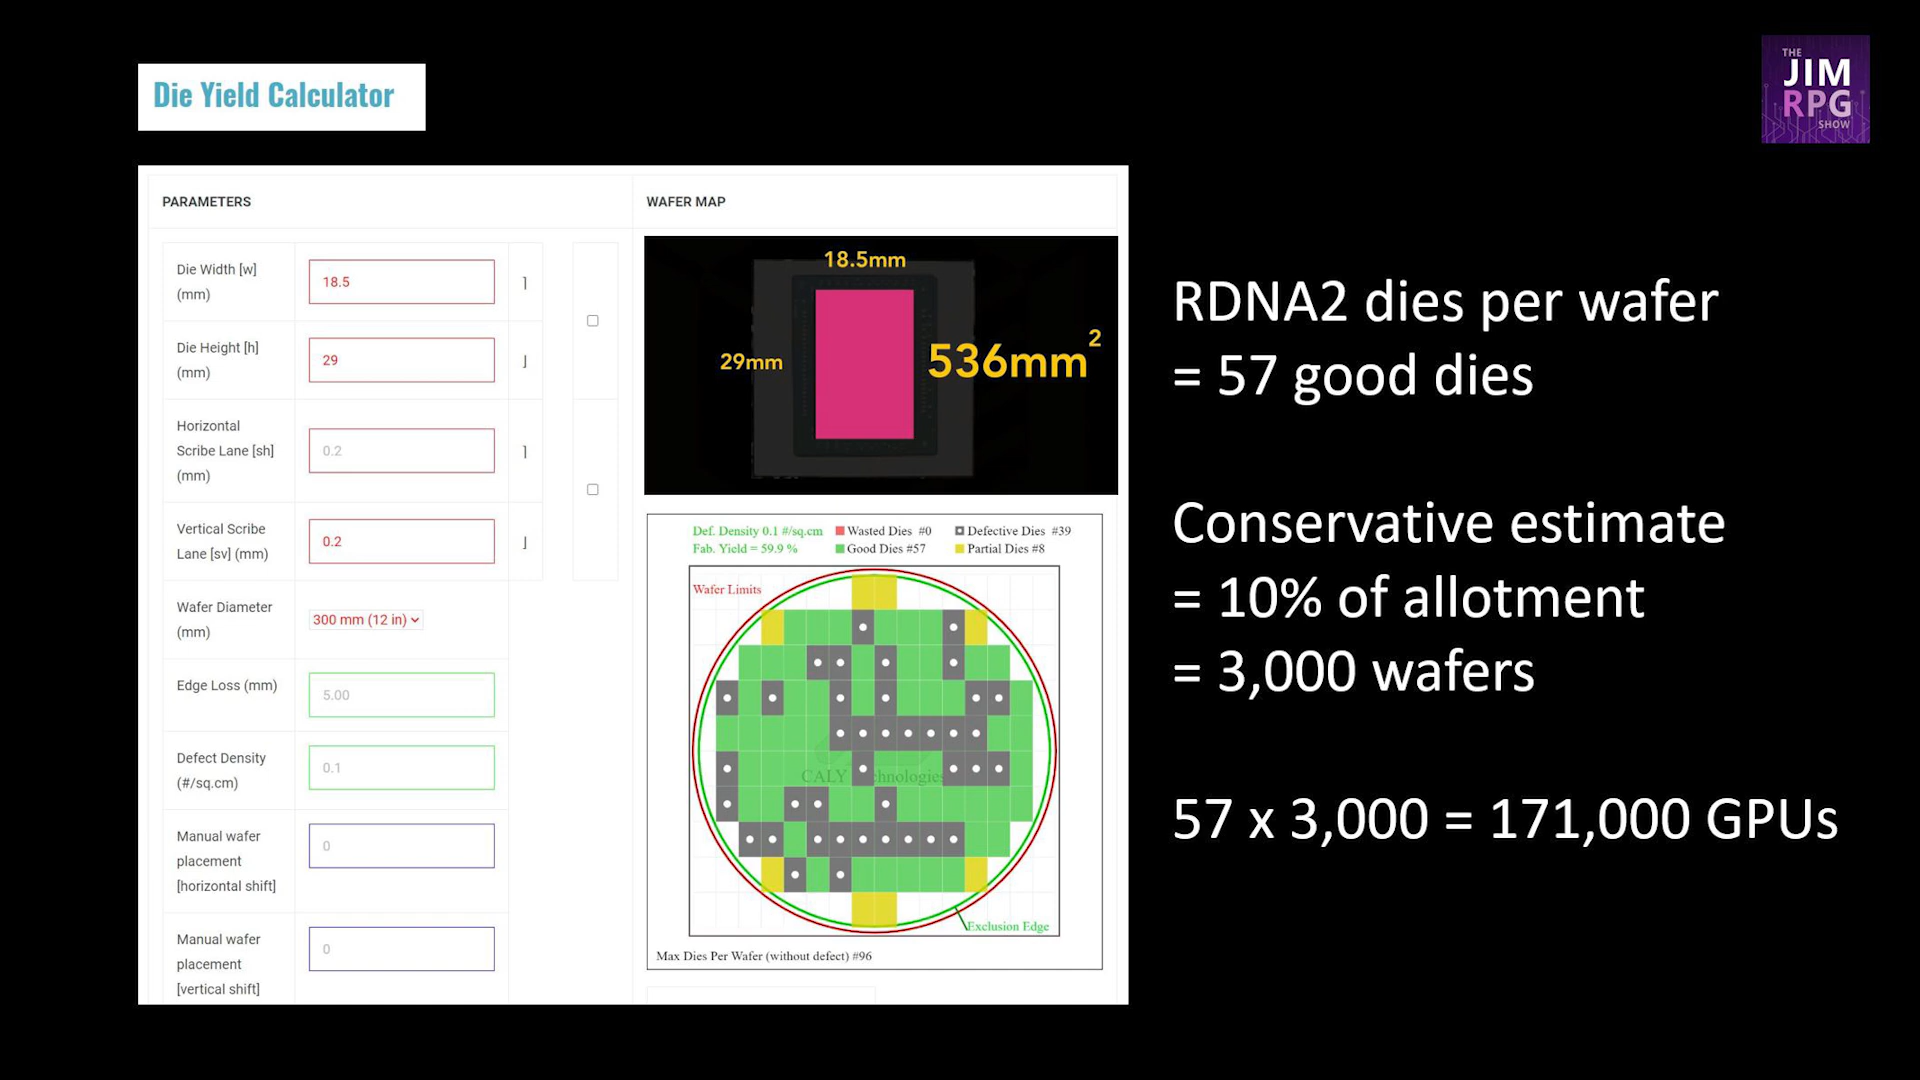 THE
JIM
RPG
SHOW
Die Yield Calculator
PARAMETERS
WAFER MAP
Die Width [w]
(mm)
18.5
Die Height [h]
(mm)
29
Horizontal
Scribe Lane [sh]
(mm)
0.2
Vertical Scribe
Lane [sv] (mm)
0.2
Wafer Diameter
(mm)
300 mm (12 in)
Edge Loss (mm)
5.00
Defect Density
(#/sq.cm)
0.1
Manual wafer
placement
[horizontal shift]
0
Manual wafer
placement
[vertical shift]
0
18.5mm
29mm
536mm²
Def. Density 0.1 #/sq.cm
Wasted Dies #0
Defective Dies #39
Fab. Yield = 59.9 %
Good Dies #57
Partial Dies #8
Wafer Limits
CALY
chnologies
Exclusion Edge
Max Dies Per Wafer (without defect) #96
RDNA2 dies per wafer
= 57 good dies
Conservative estimate
= 10% of allotment
= 3,000 wafers
57 x 3,000 = 171,000 GPUs